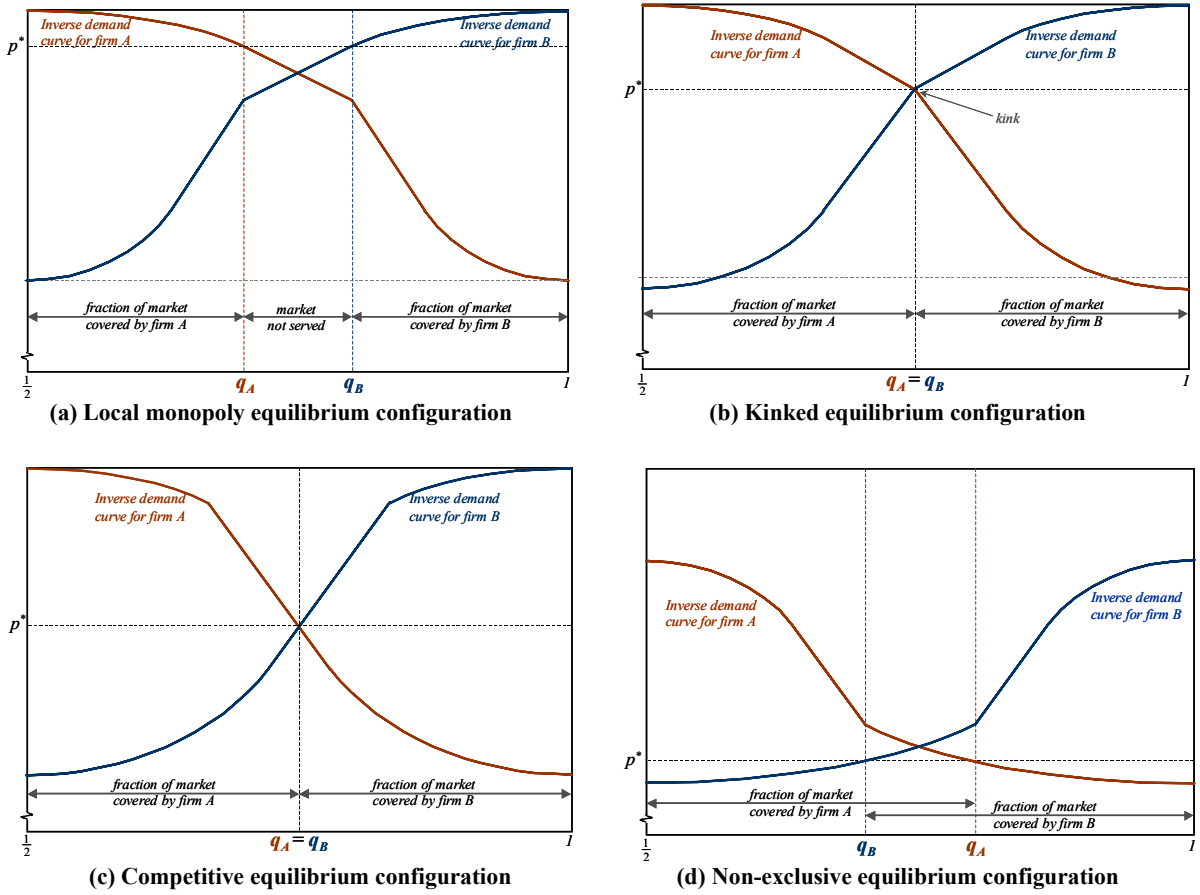 Inverse demand
curve for firm A
Inverse demand
curve for firm B
p*
fraction of market
covered by firm A
market
not served
fraction of market
covered by firm B
1/2
q_A
q_B
1
(a) Local monopoly equilibrium configuration
Inverse demand
curve for firm A
Inverse demand
curve for firm B
p*
kink
fraction of market
covered by firm A
fraction of market
covered by firm B
1/2
q_A = q_B
1
(b) Kinked equilibrium configuration
Inverse demand
curve for firm A
Inverse demand
curve for firm B
p*
fraction of market
covered by firm A
fraction of market
covered by firm B
1/2
q_A = q_B
1
(c) Competitive equilibrium configuration
Inverse demand
curve for firm A
Inverse demand
curve for firm B
p*
fraction of market
covered by firm A
fraction of market
covered by firm B
1/2
q_B
q_A
1
(d) Non-exclusive equilibrium configuration